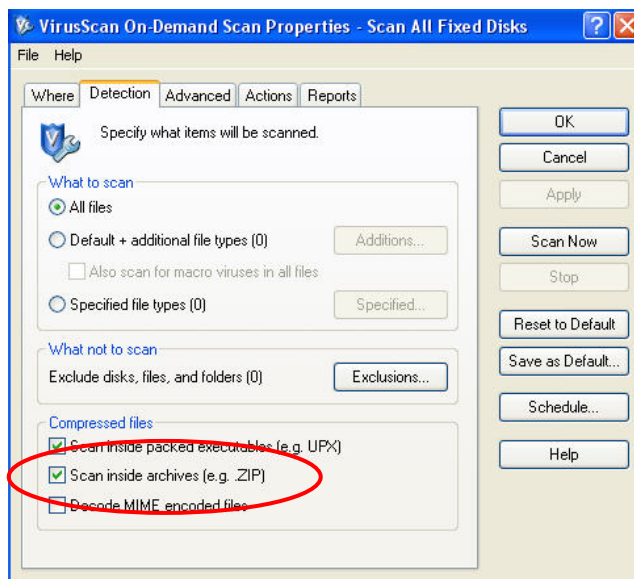 VirusScan On-Demand Scan Properties - Scan All Fixed Disks
File Help
Where Detection Advanced Actions Reports
Specify what items will be scanned.
What to scan
All files
Default + additional file types (0) Additions...
Also scan for macro viruses in all files
Specified file types (0) Specified...
What not to scan
Exclude disks, files, and folders (0) Exclusions...
Compressed files
Scan inside packed executables (e.g. UPX)
Scan inside archives (e.g. .ZIP)
Decode MIME encoded files
OK
Cancel
Apply
Scan Now
Stop
Reset to Default
Save as Default...
Schedule...
Help